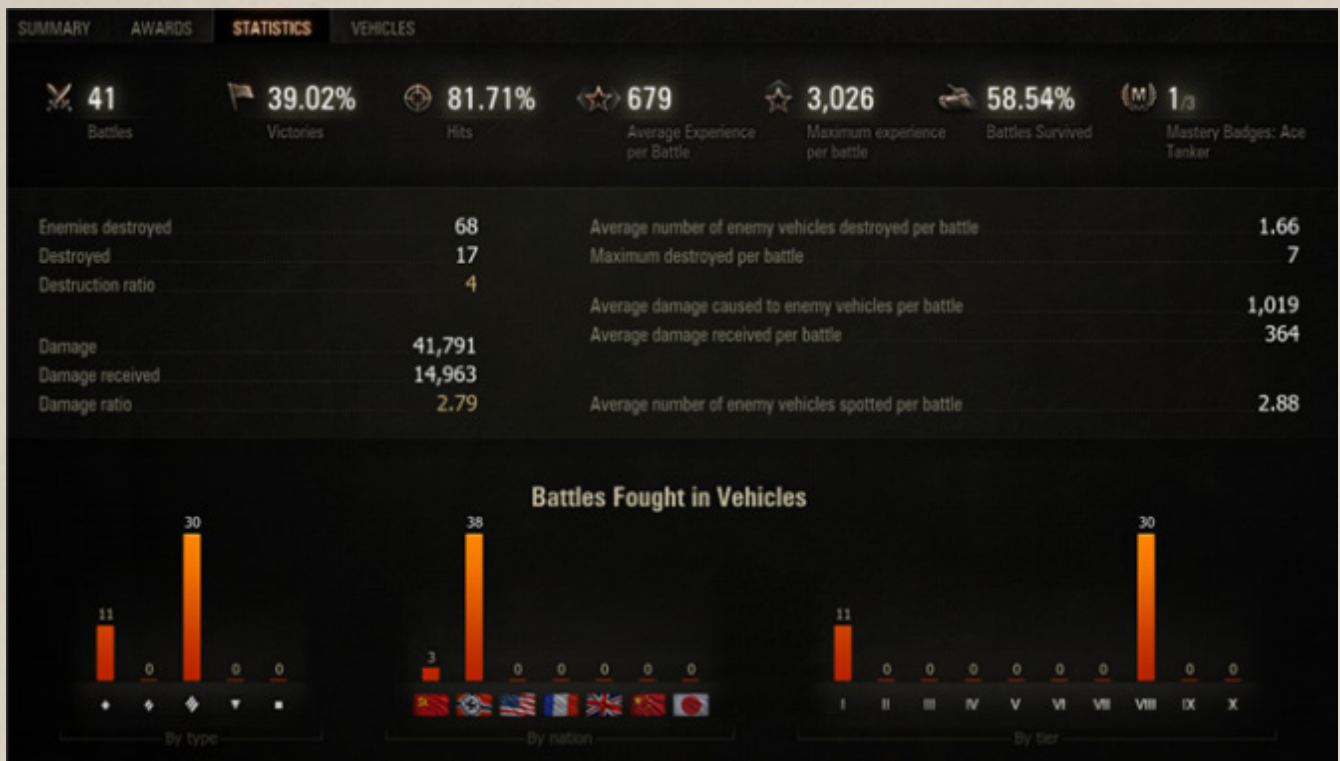 SUMMARY AWARDS STATISTICS VEHICLES
41 39.02% 81.71% 679 3,026 58.54% 1/3
Battles Victories Hits Average Experience Maximum experience Battles Survived Mastery Badges: Ace
per Battle per battle Tanker
Enemies destroyed 68 Average number of enemy vehicles destroyed per battle 1.66
Destroyed 17 Maximum destroyed per battle 7
Destruction ratio 4
Average damage caused to enemy vehicles per battle 1,019
Damage 41,791 Average damage received per battle 364
Damage received 14,963
Damage ratio 2.79 Average number of enemy vehicles spotted per battle 2.88
Battles Fought in Vehicles
30 38 30
11 11
3 0 0 0 0 0 0 0 0 0 0 0 0 0 0 0 0
I II III IV V VI VII VIII IX X
By type By nation By tier